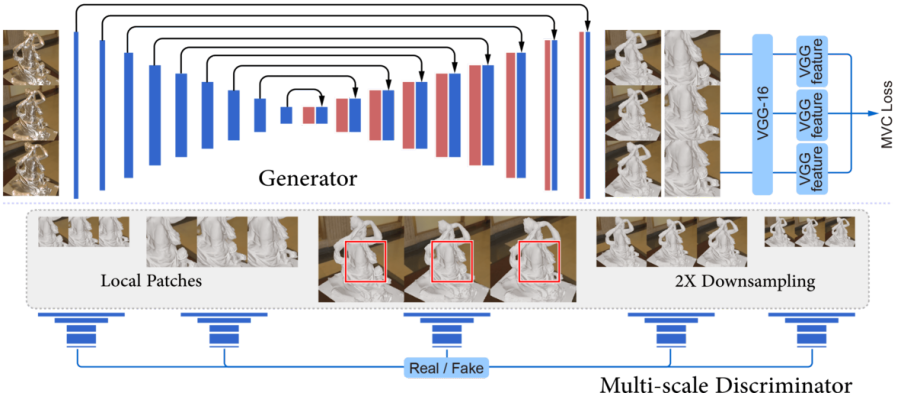 Generator
VGG-16
VGG
feature
VGG
feature
VGG
feature
MVC Loss
Local Patches
2X Downsampling
Real / Fake
Multi-scale Discriminator